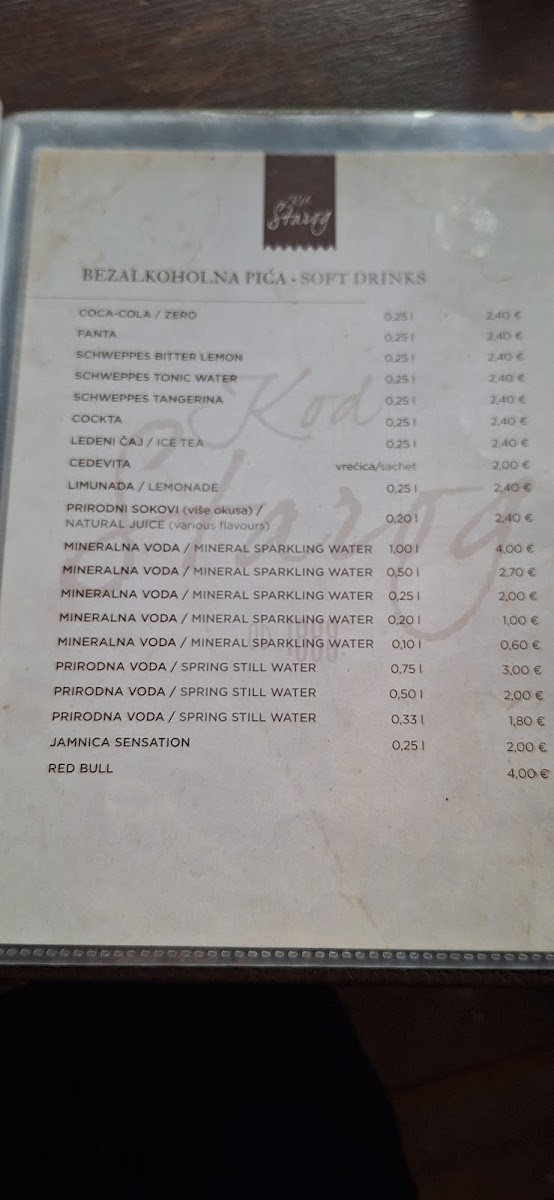 Kod
Starog
BEZALKOHOLNA PIĆA • SOFT DRINKS
COCA-COLA / ZERO 0,25 l 2,40 €
FANTA 0,25 l 2,40 €
SCHWEPPES BITTER LEMON 0,25 l 2,40 €
SCHWEPPES TONIC WATER 0,25 l 2,40 €
SCHWEPPES TANGERINA 0,25 l 2,40 €
COCKTA 0,25 l 2,40 €
LEDENI ČAJ / ICE TEA 0,25 l 2,40 €
CEDEVITA vrećica/sachet 2,00 €
LIMUNADA / LEMONADE 0,25 l 2,40 €
PRIRODNI SOKOVI (više okusa) /
NATURAL JUICE (various flavours) 0,20 l 2,40 €
MINERALNA VODA / MINERAL SPARKLING WATER 1,00 l 4,00 €
MINERALNA VODA / MINERAL SPARKLING WATER 0,50 l 2,70 €
MINERALNA VODA / MINERAL SPARKLING WATER 0,25 l 2,00 €
MINERALNA VODA / MINERAL SPARKLING WATER 0,20 l 1,00 €
MINERALNA VODA / MINERAL SPARKLING WATER 0,10 l 0,60 €
PRIRODNA VODA / SPRING STILL WATER 0,75 l 3,00 €
PRIRODNA VODA / SPRING STILL WATER 0,50 l 2,00 €
PRIRODNA VODA / SPRING STILL WATER 0,33 l 1,80 €
JAMNICA SENSATION 0,25 l 2,00 €
RED BULL 4,00 €
Kod
Starog